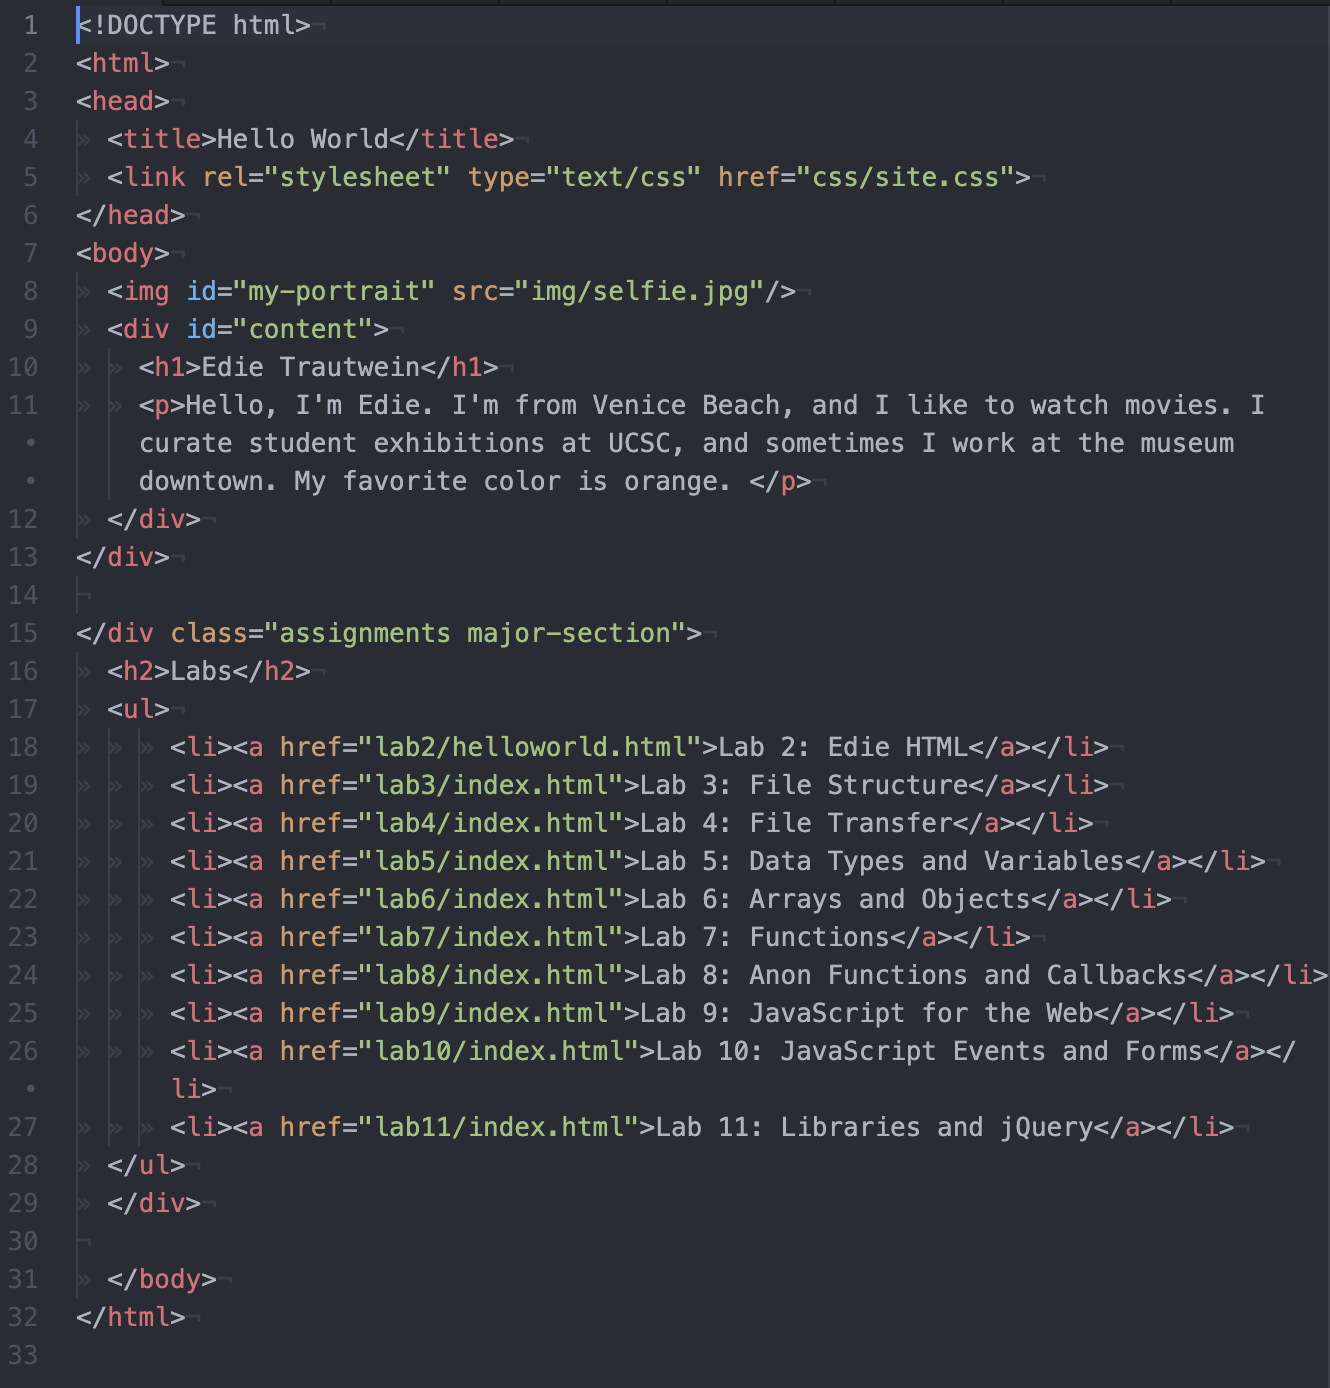 1 <!DOCTYPE html>¬
2 <html>¬
3 <head>¬
4 » <title>Hello World</title>¬
5 » <link rel="stylesheet" type="text/css" href="css/site.css">¬
6 </head>¬
7 <body>¬
8 » <img id="my-portrait" src="img/selfie.jpg"/>¬
9 » <div id="content">¬
10 » » <h1>Edie Trautwein</h1>¬
11 » » <p>Hello, I'm Edie. I'm from Venice Beach, and I like to watch movies. I
• curate student exhibitions at UCSC, and sometimes I work at the museum
• downtown. My favorite color is orange. </p>¬
12 » </div>¬
13 </div>¬
14 ¬
15 </div class="assignments major-section">¬
16 » <h2>Labs</h2>¬
17 » <ul>¬
18 » » » <li><a href="lab2/helloworld.html">Lab 2: Edie HTML</a></li>¬
19 » » » <li><a href="lab3/index.html">Lab 3: File Structure</a></li>¬
20 » » » <li><a href="lab4/index.html">Lab 4: File Transfer</a></li>¬
21 » » » <li><a href="lab5/index.html">Lab 5: Data Types and Variables</a></li>¬
22 » » » <li><a href="lab6/index.html">Lab 6: Arrays and Objects</a></li>¬
23 » » » <li><a href="lab7/index.html">Lab 7: Functions</a></li>¬
24 » » » <li><a href="lab8/index.html">Lab 8: Anon Functions and Callbacks</a></li>
25 » » » <li><a href="lab9/index.html">Lab 9: JavaScript for the Web</a></li>¬
26 » » » <li><a href="lab10/index.html">Lab 10: JavaScript Events and Forms</a></
• li>¬
27 » » » <li><a href="lab11/index.html">Lab 11: Libraries and jQuery</a></li>¬
28 » </ul>¬
29 » </div>¬
30 ¬
31 » </body>¬
32 </html>¬
33